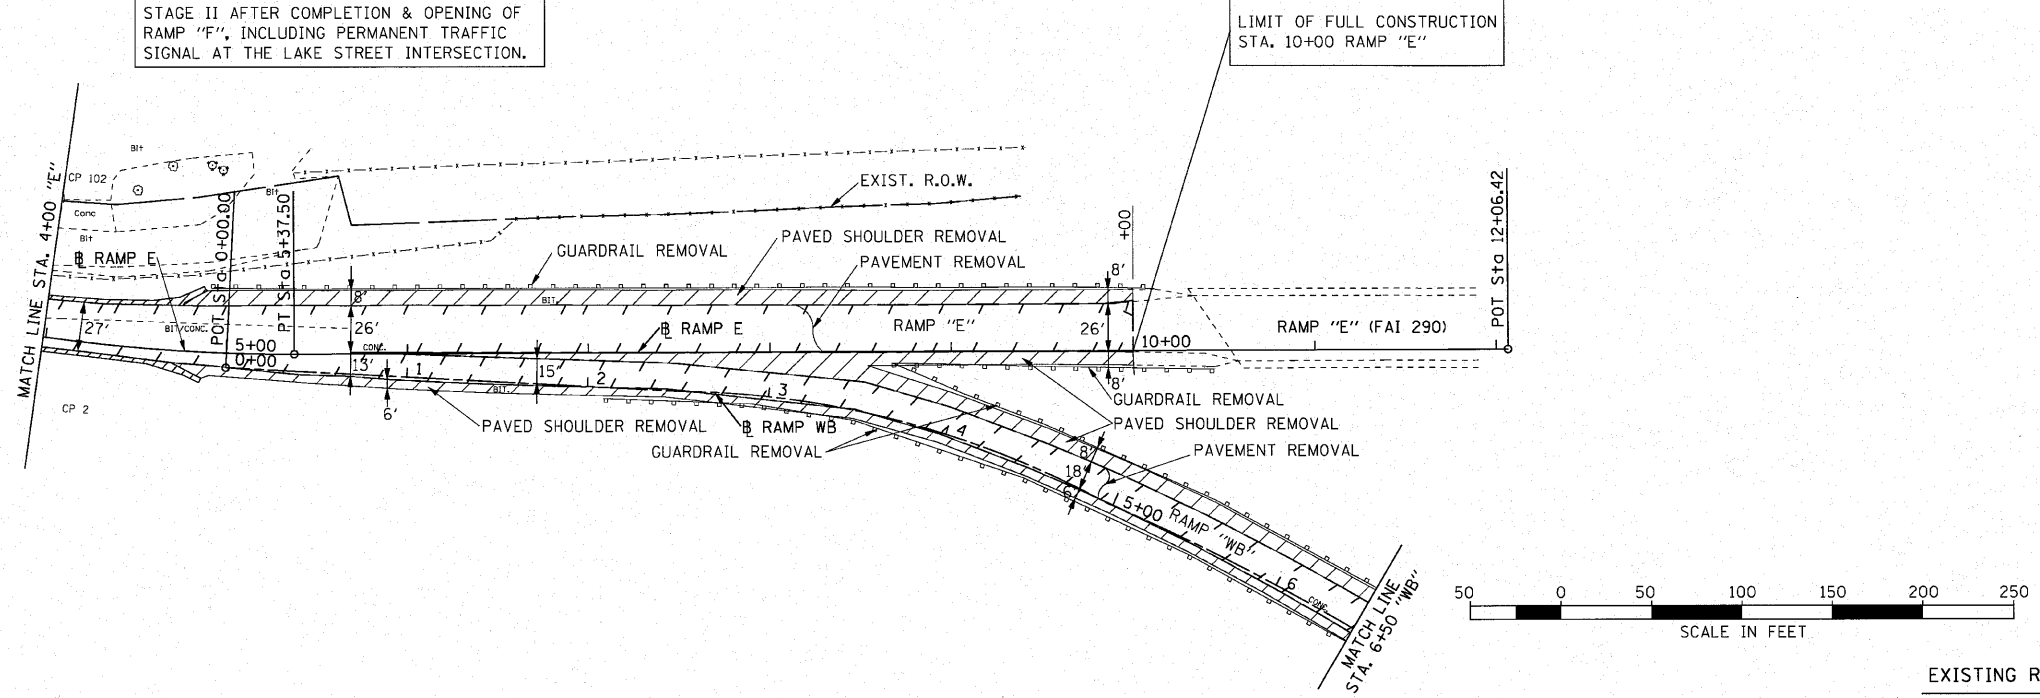 STAGE II AFTER COMPLETION & OPENING OF
RAMP "F", INCLUDING PERMANENT TRAFFIC
SIGNAL AT THE LAKE STREET INTERSECTION.
LIMIT OF FULL CONSTRUCTION
STA. 10+00 RAMP "E"
MATCH LINE STA. 4+00 "E"
Bit
CP 102
Conc
Bit
Bit
℄ RAMP E
POT Sta 0+00.00
PT Sta 5+37.50
EXIST. R.O.W.
GUARDRAIL REMOVAL
PAVED SHOULDER REMOVAL
PAVEMENT REMOVAL
+00
POT Sta 12+06.42
8'
8'
BIT.
27'
BIT/CONC.
26'
℄ RAMP E
RAMP "E"
26'
RAMP "E" (FAI 290)
5+00
0+00
CONC.
10+00
13'
1
15'
2
3
8'
BIT.
6'
CP 2
PAVED SHOULDER REMOVAL
℄ RAMP WB
GUARDRAIL REMOVAL
4
GUARDRAIL REMOVAL
PAVED SHOULDER REMOVAL
PAVEMENT REMOVAL
8'
18'
6'
5+00
RAMP "WB"
6
CONC.
MATCH LINE
STA. 6+50 "WB"
50 0 50 100 150 200 250
SCALE IN FEET
EXISTING R